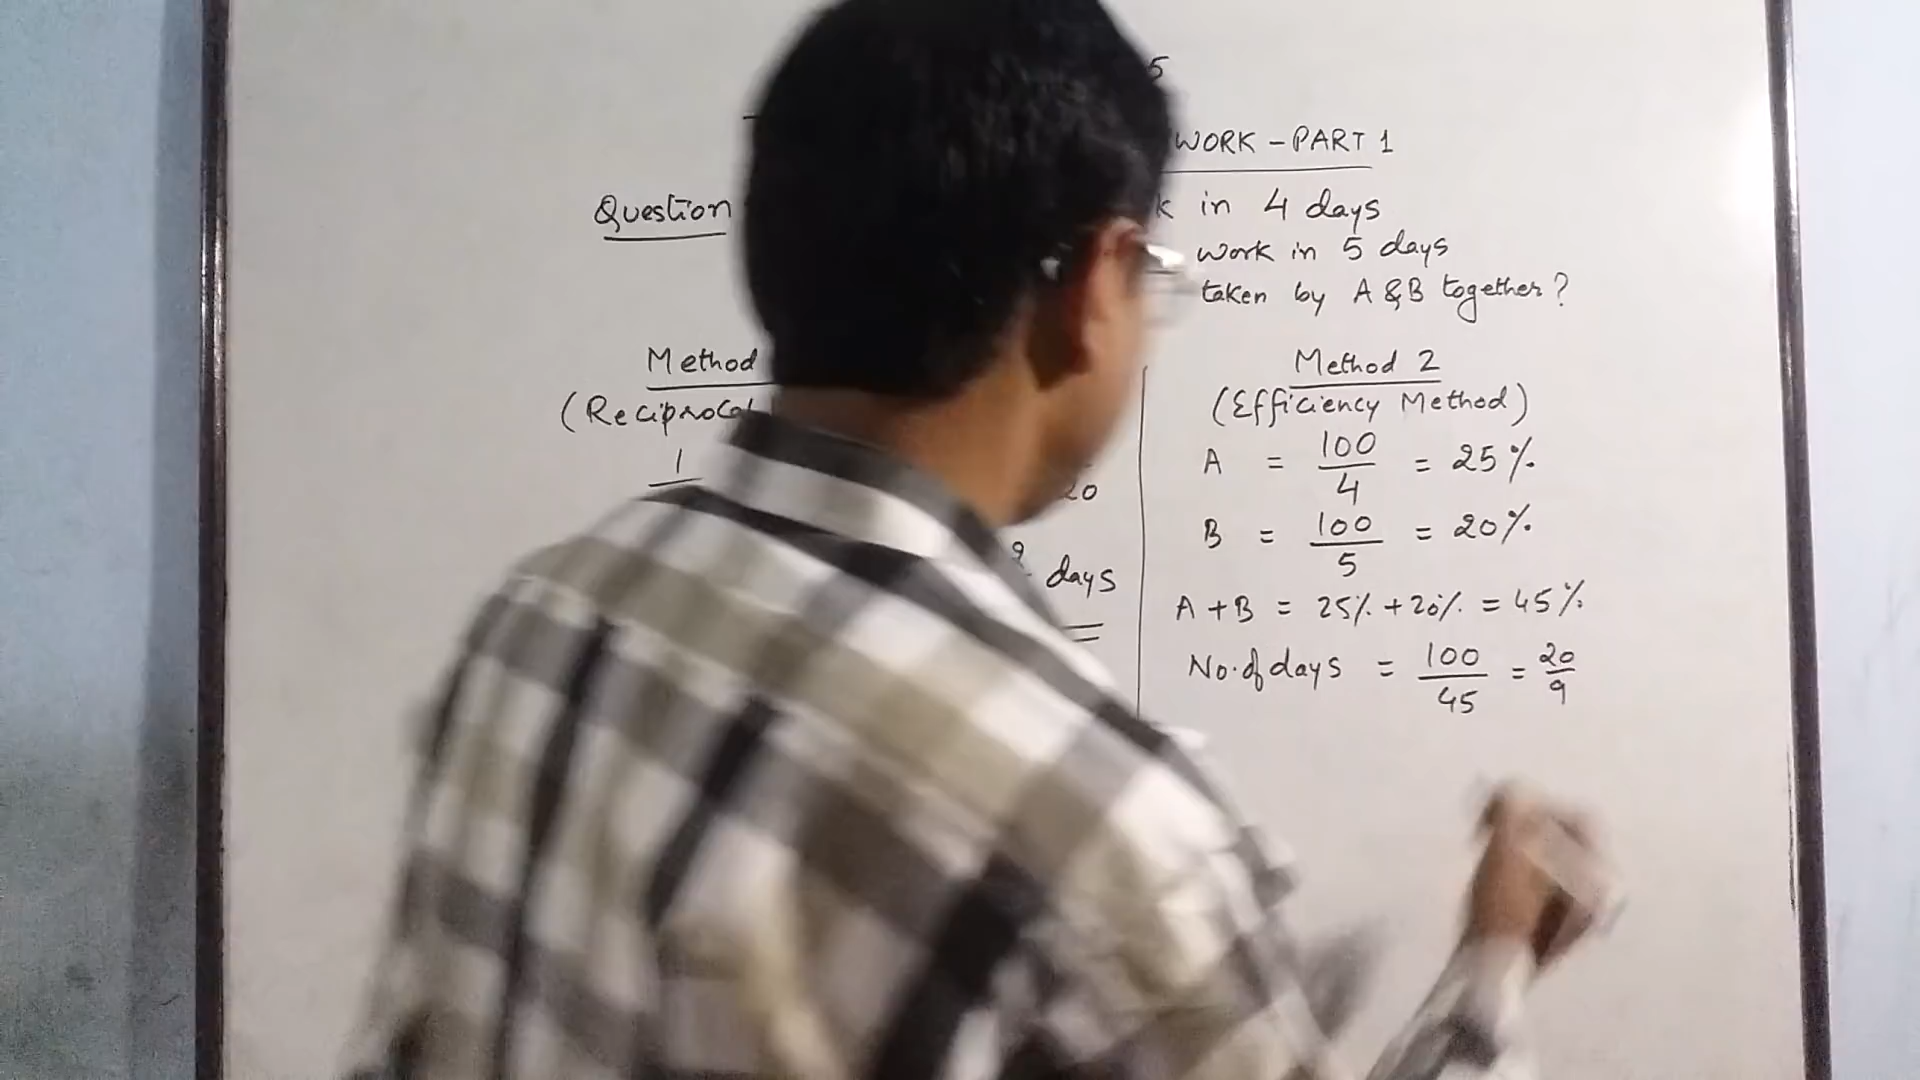 5
WORK - PART 1
Question
in 4 days
work in 5 days
taken by A & B together?
Method
(Reciprocal
1
20
days
Method 2
(Efficiency Method)
A = 100/4 = 25%
B = 100/5 = 20%
A + B = 25% + 20% = 45%
No. of days = 100/45 = 20/9